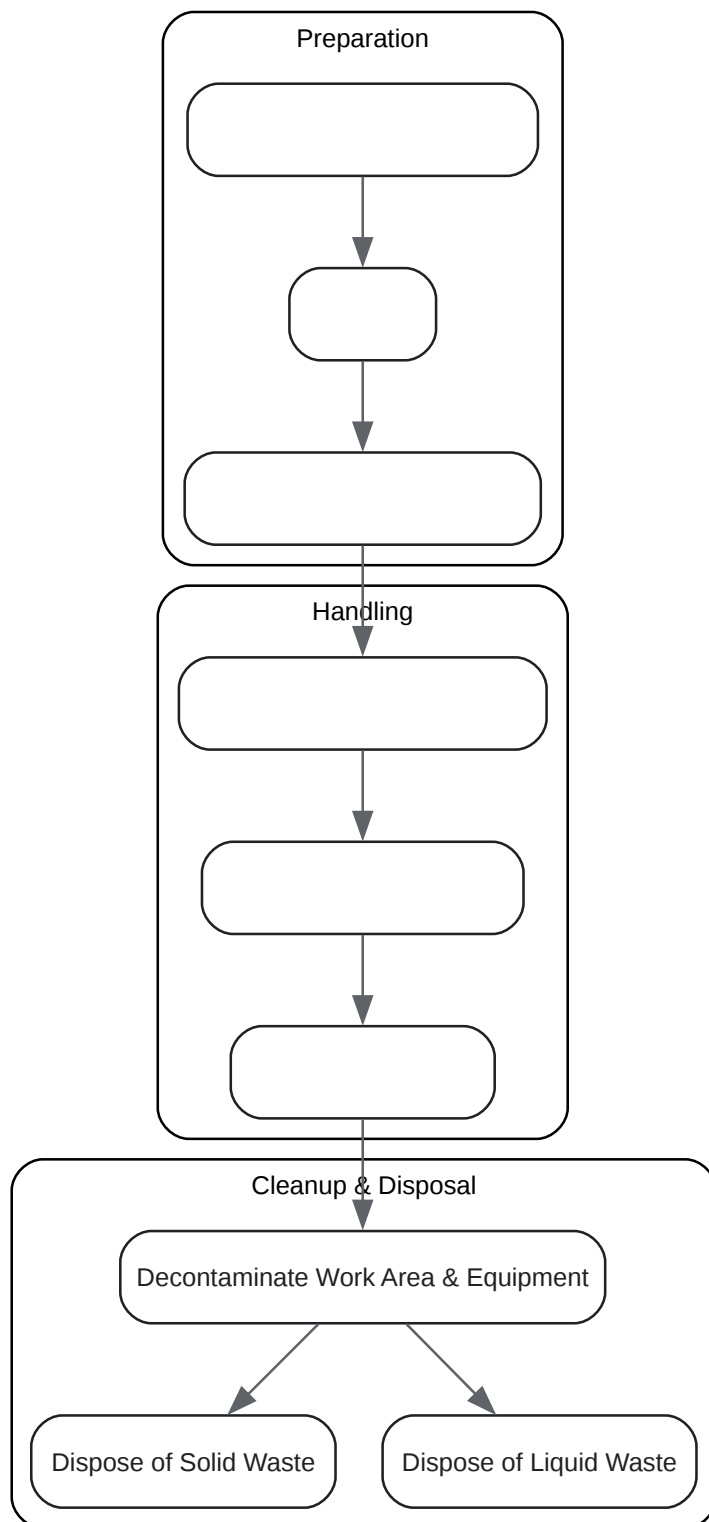 Preparation
Handling
Cleanup & Disposal
Decontaminate Work Area & Equipment
Dispose of Solid Waste
Dispose of Liquid Waste